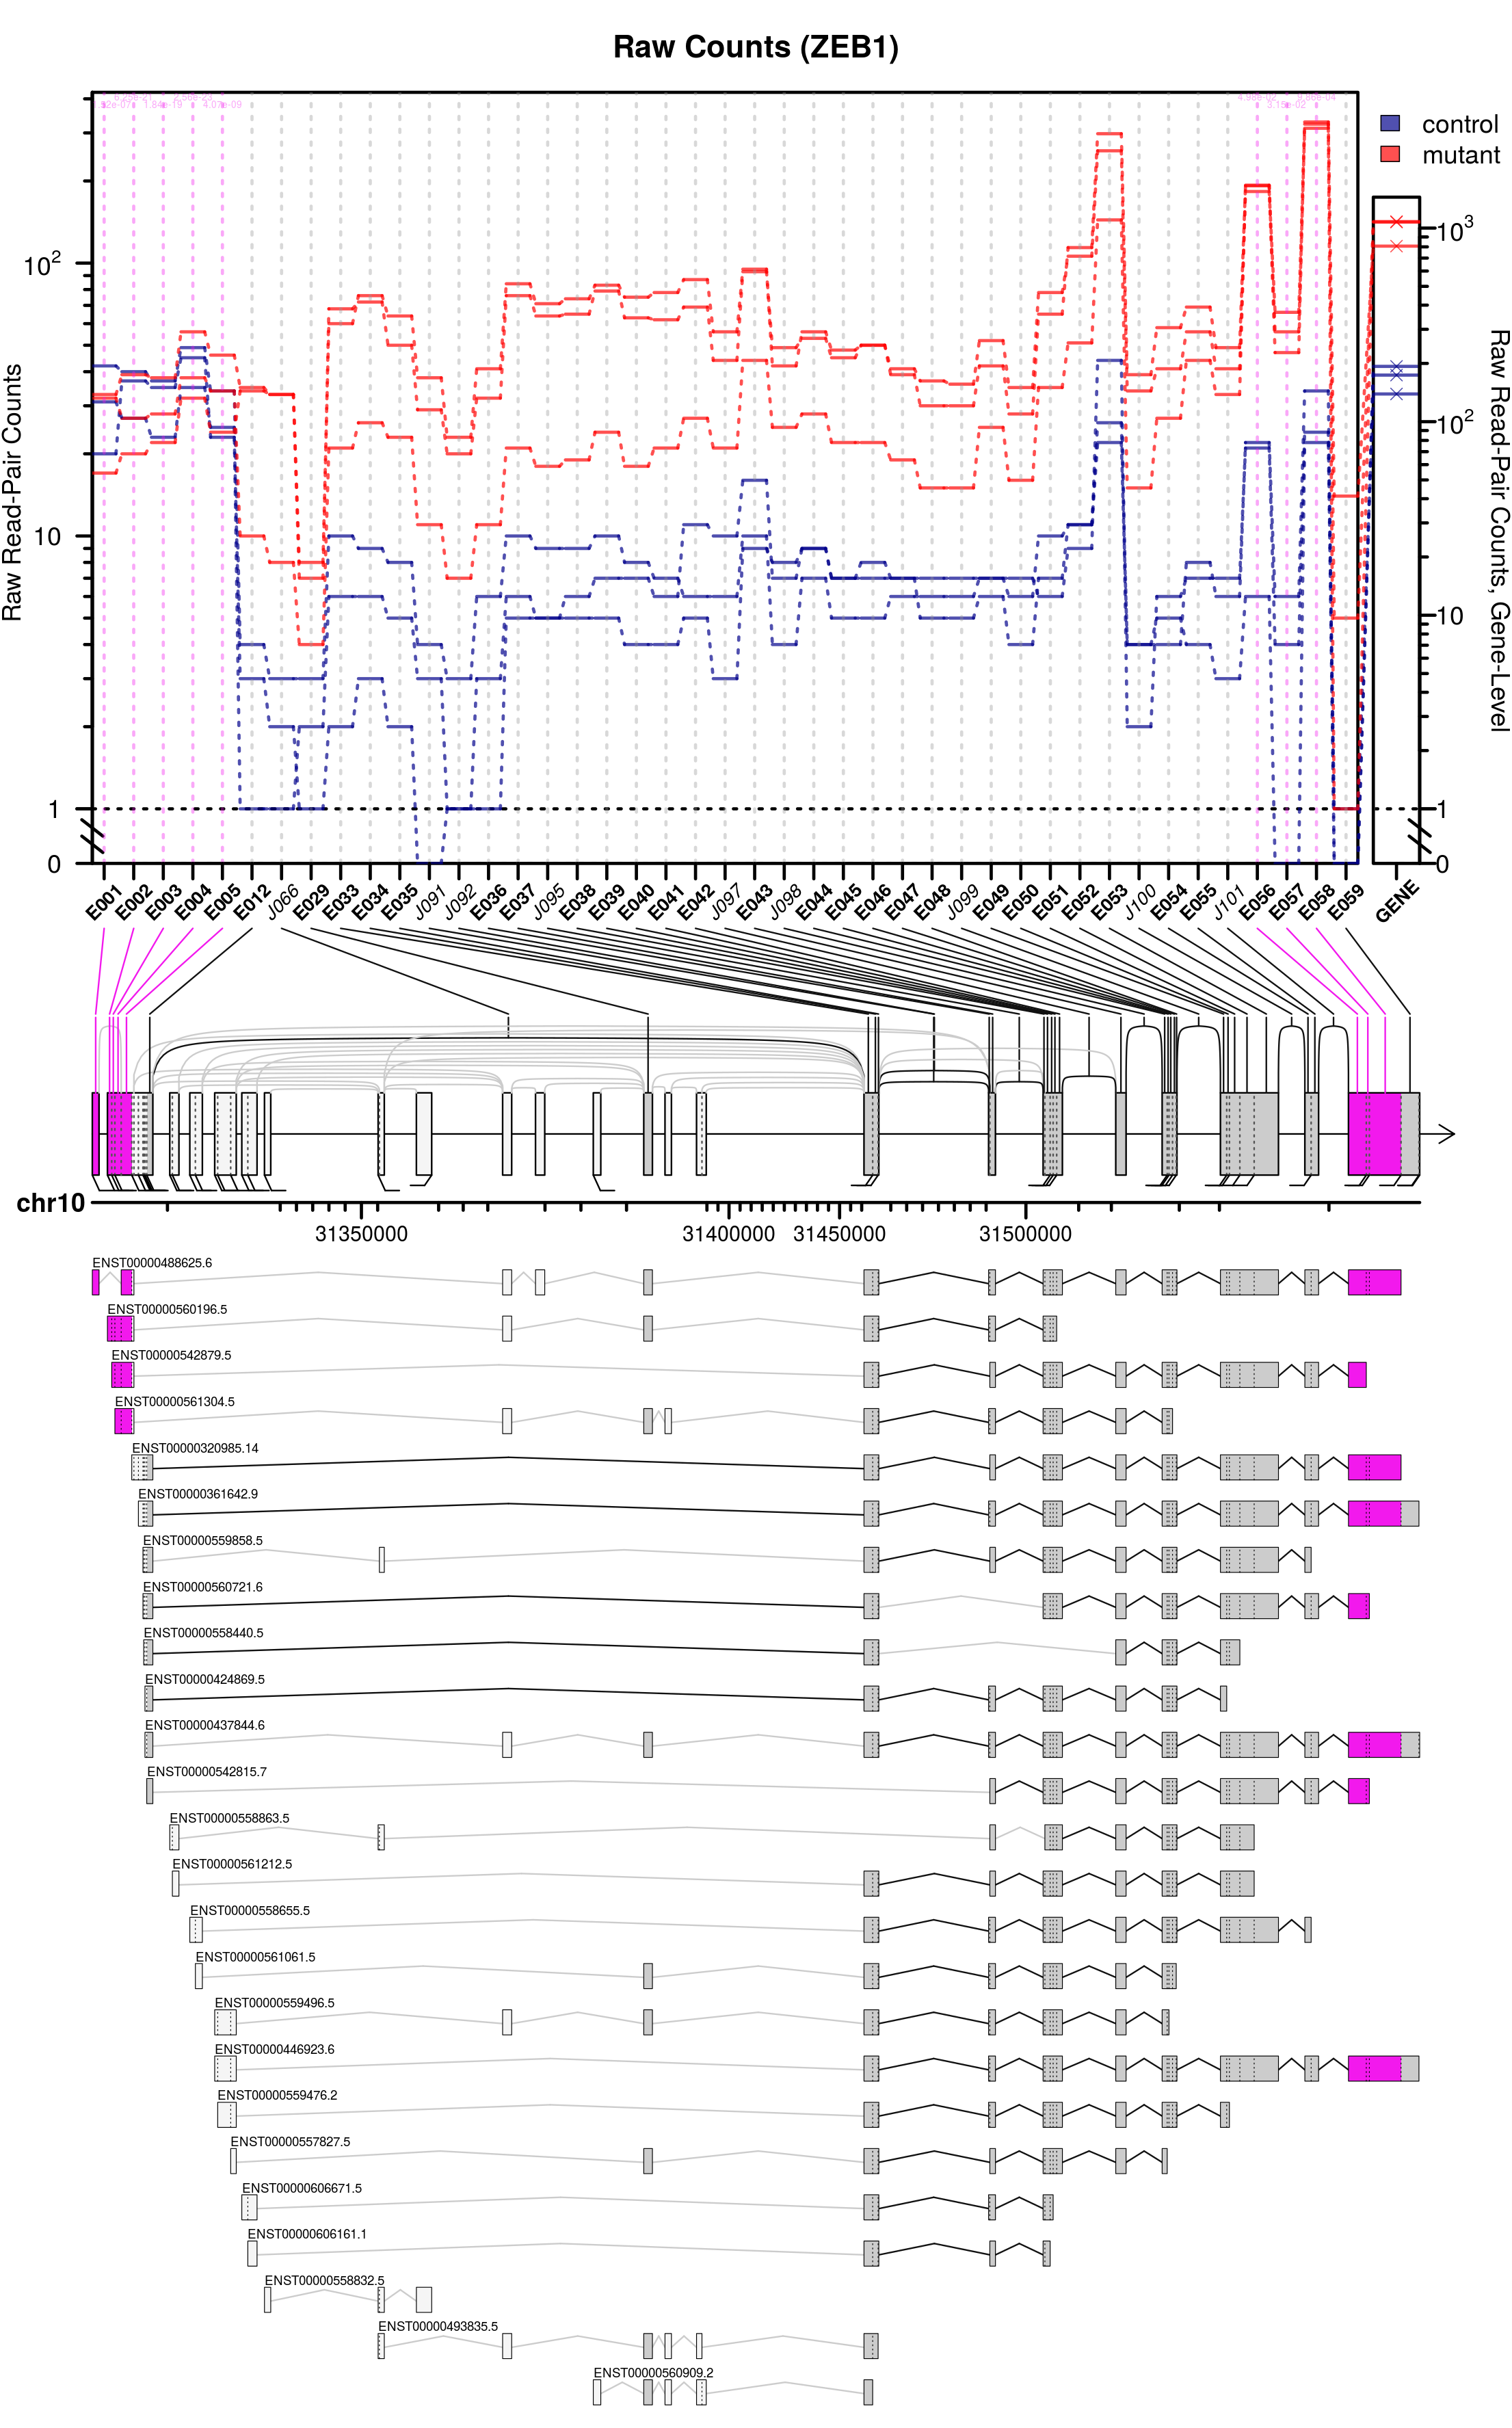 Raw Counts (ZEB1)
4.07e-09
3.15e-02
control
mutant
Raw Read-Pair Counts
10²
10
1
0
10³
10²
10
1
0
Raw Read-Pair Counts, Gene-Level
E001 E002 E003 E004 E005 E012 J066 E029 E033 E034 E035 J091 J092 E036 E037 J095 E038 E039 E040 E041 E042 J097 E043 J098 E044 E045 E046 E047 E048 J099 E049 E050 E051 E052 E053 J100 E054 E055 J101 E056 E057 E058 E059 GENE
chr10
31350000 31400000 31450000 31500000
ENST00000488625.6
ENST00000560196.5
ENST00000542879.5
ENST00000561304.5
ENST00000320985.14
ENST00000361642.9
ENST00000559858.5
ENST00000560721.6
ENST00000558440.5
ENST00000424869.5
ENST00000437844.6
ENST00000542815.7
ENST00000558863.5
ENST00000561212.5
ENST00000558655.5
ENST00000561061.5
ENST00000559496.5
ENST00000446923.6
ENST00000559476.2
ENST00000557827.5
ENST00000606671.5
ENST00000606161.1
ENST00000558832.5
ENST00000493835.5
ENST00000560909.2